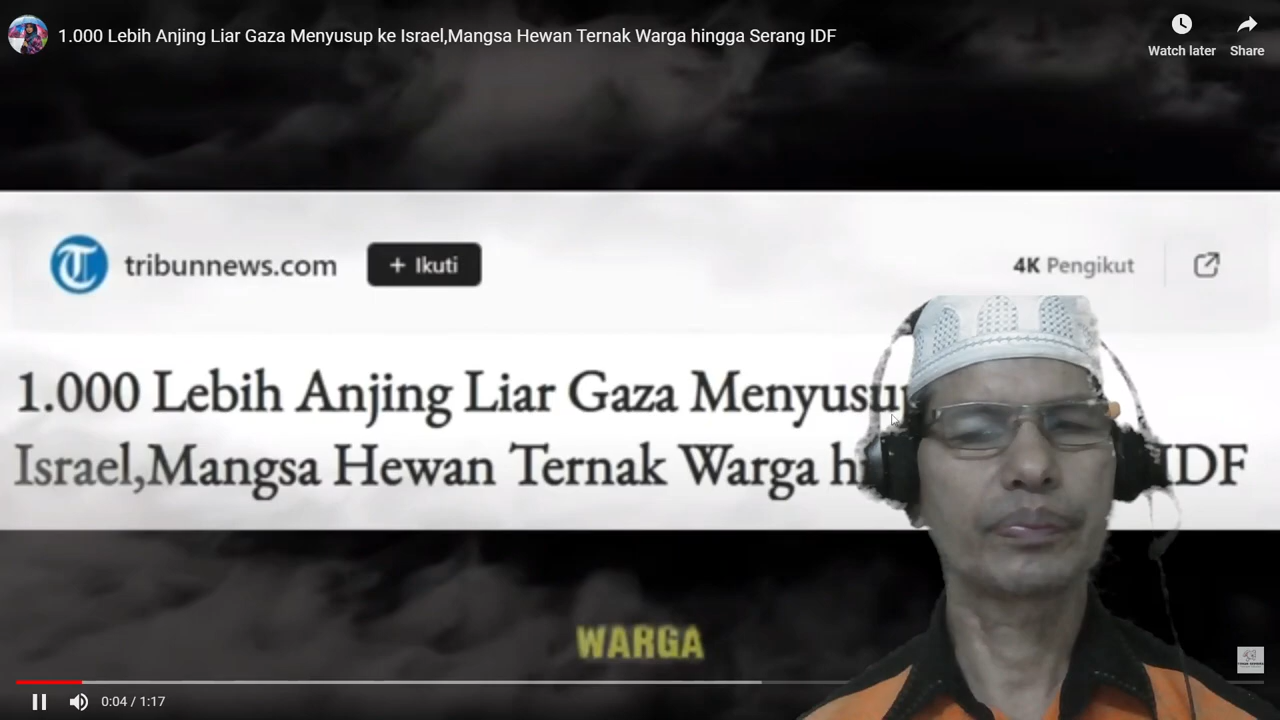 1.000 Lebih Anjing Liar Gaza Menyusup ke Israel,Mangsa Hewan Ternak Warga hingga Serang IDF
Watch later
Share
tribunnews.com
+ Ikuti
4K Pengikut
1.000 Lebih Anjing Liar Gaza Menyusup
Israel,Mangsa Hewan Ternak Warga IDF
WARGA
0:04 / 1:17